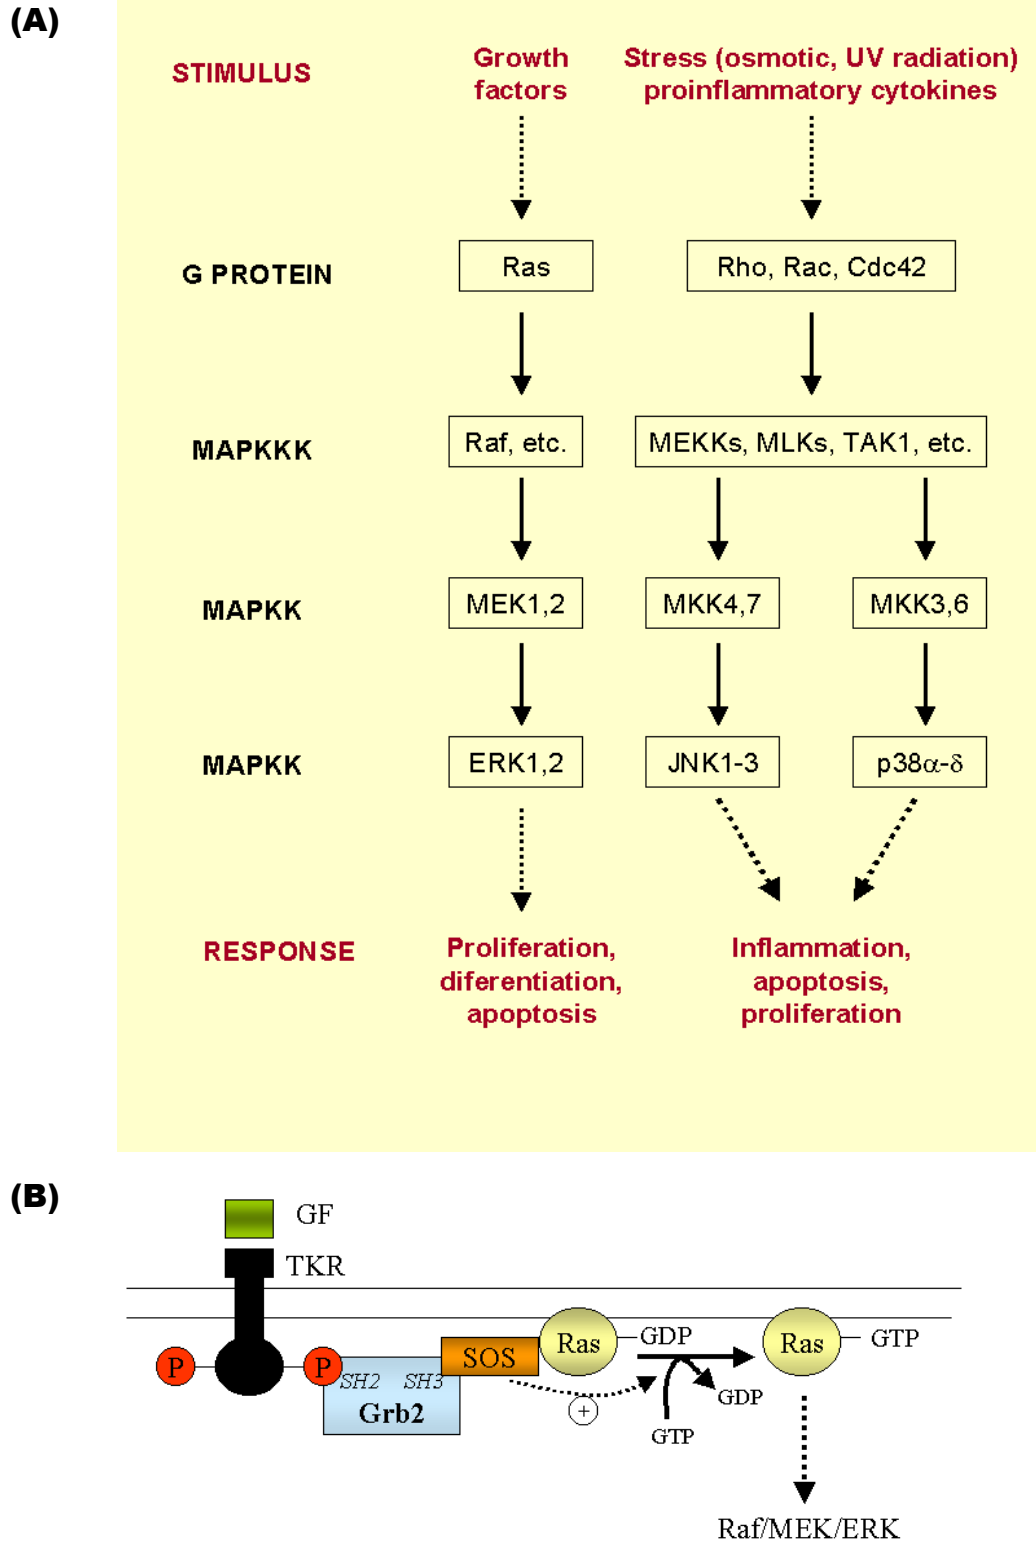 (A)
STIMULUS
Growth
factors
Stress (osmotic, UV radiation)
proinflammatory cytokines
G PROTEIN
Ras
Rho, Rac, Cdc42
MAPKKK
Raf, etc.
MEKKs, MLKs, TAK1, etc.
MAPKK
MEK1,2
MKK4,7
MKK3,6
MAPKK
ERK1,2
JNK1-3
p38α-δ
RESPONSE
Proliferation,
diferentiation,
apoptosis
Inflammation,
apoptosis,
proliferation
(B)
GF
TKR
P
P
SH2
SH3
Grb2
SOS
Ras
GDP
+
GTP
GDP
Ras
GTP
Raf/MEK/ERK